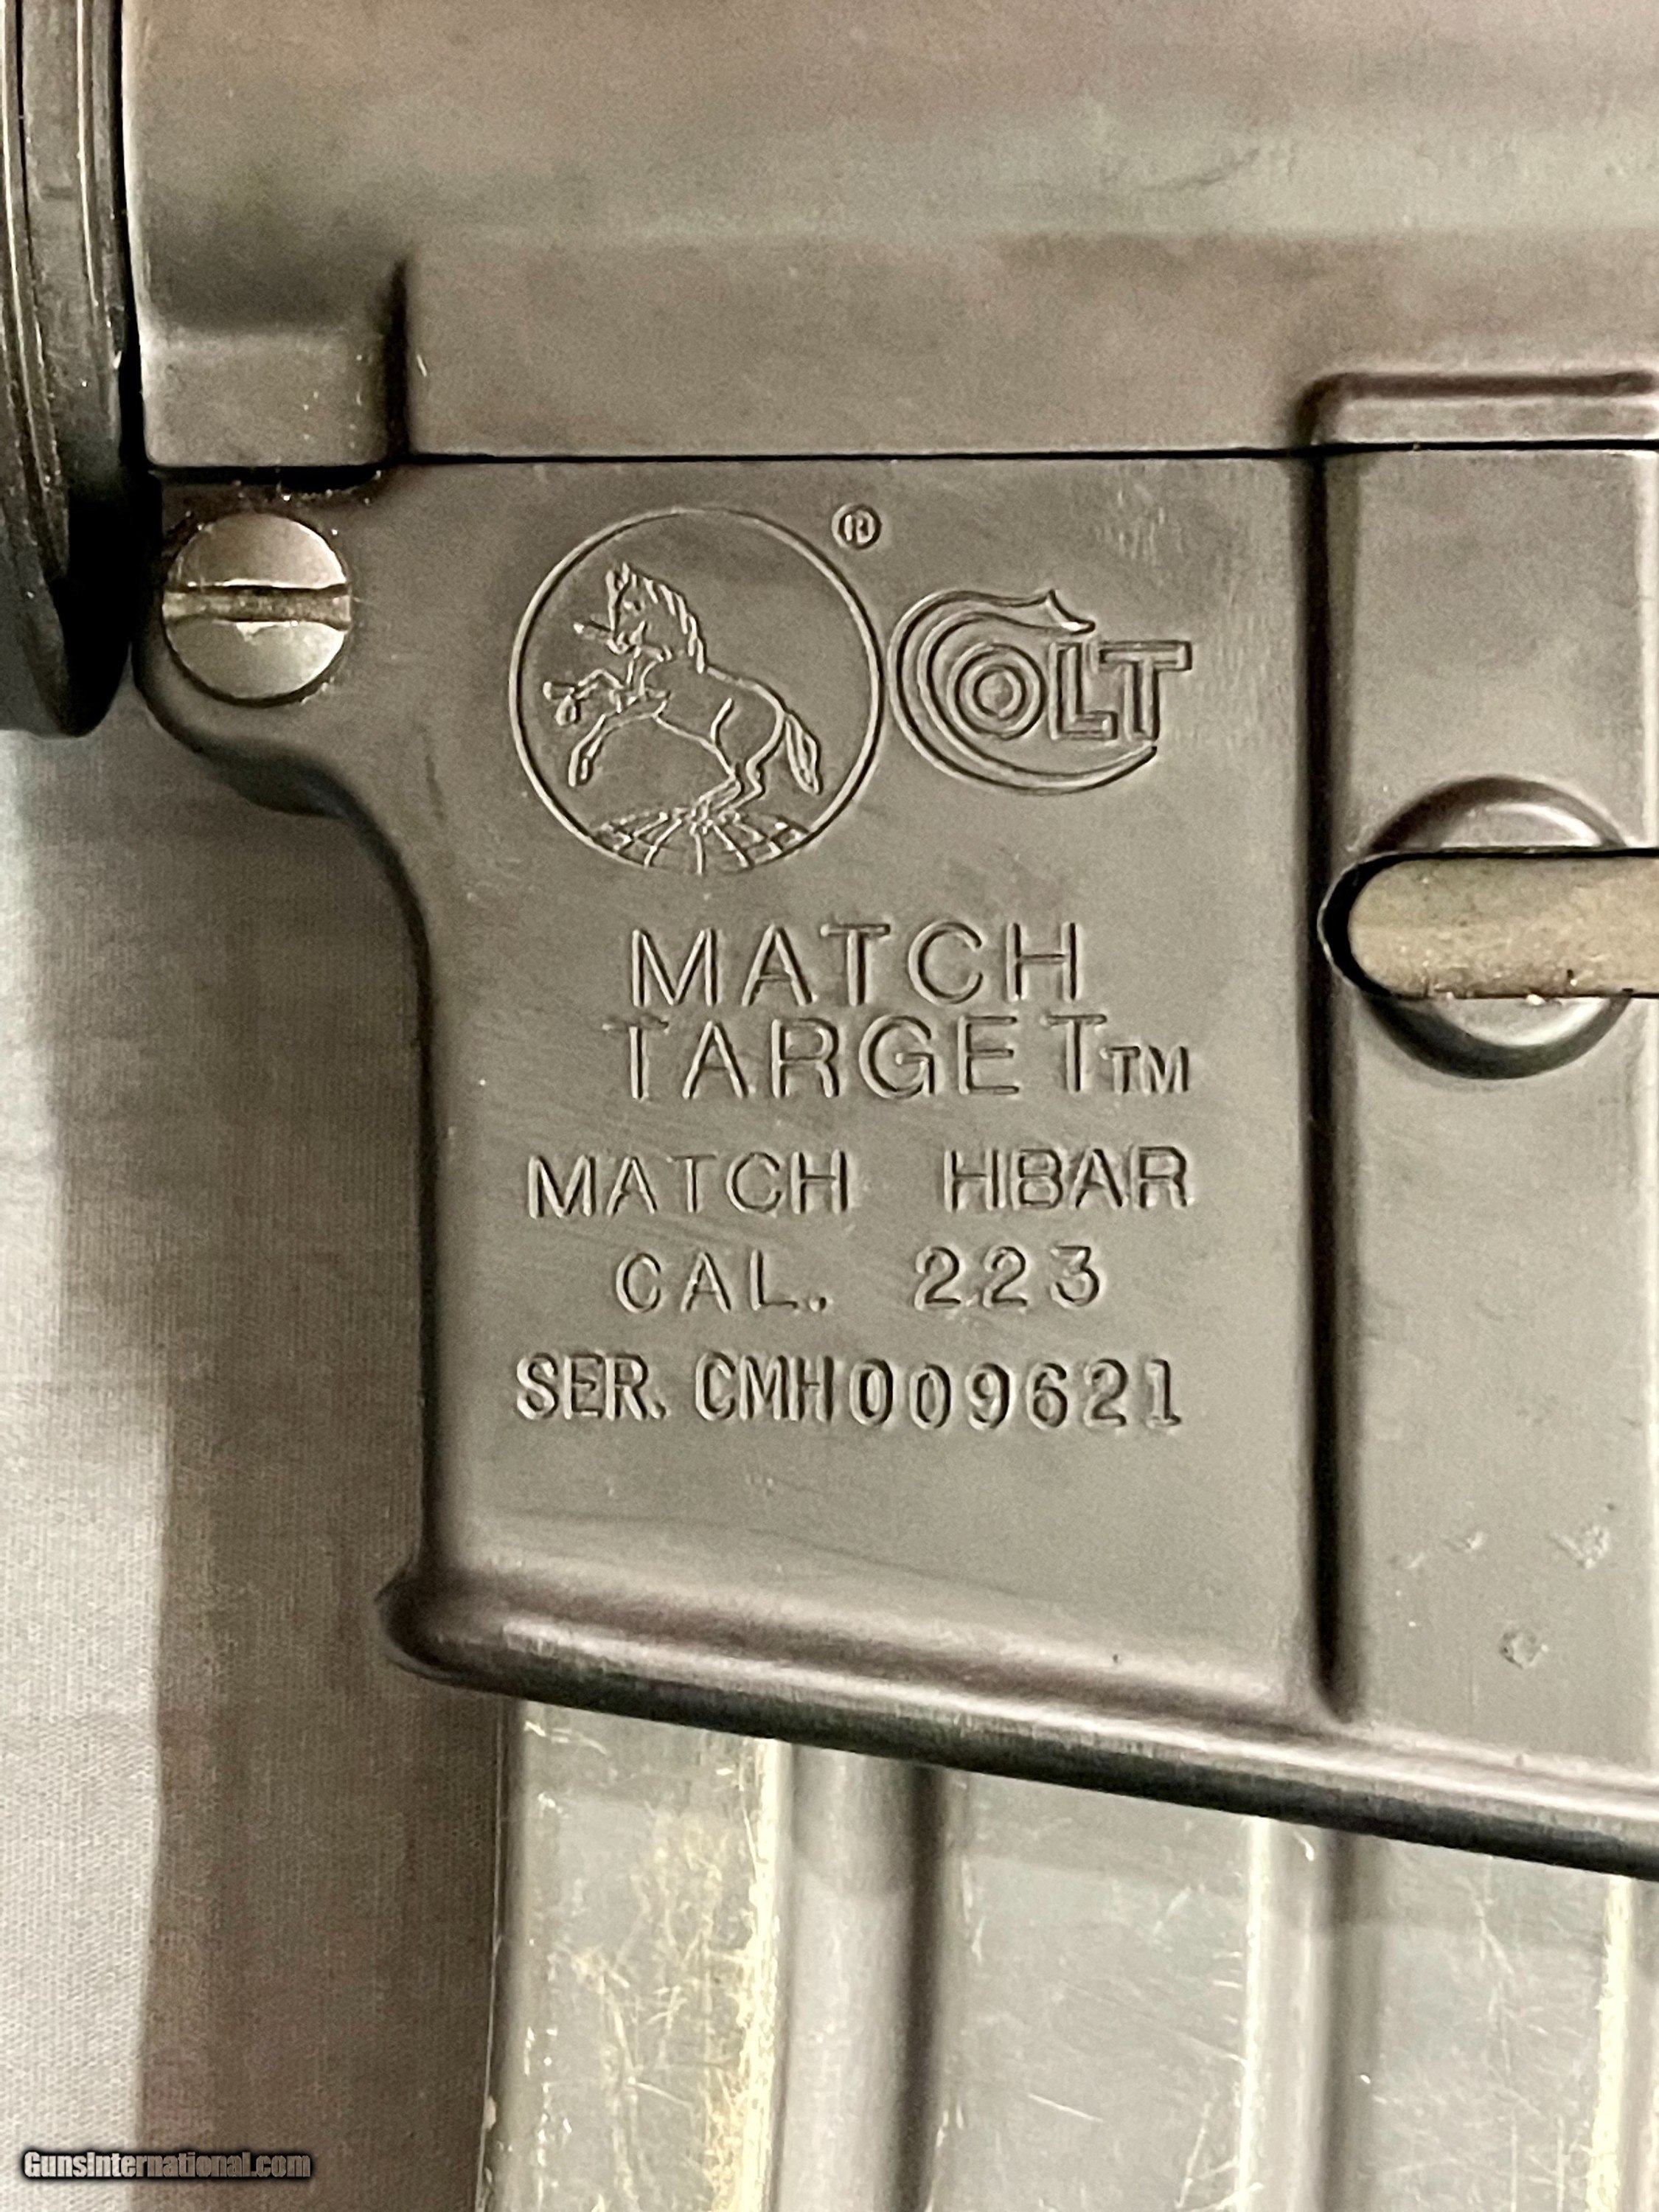 ®
COLT
MATCH
TARGET™
MATCH HBAR
CAL. 223
SER. CMH009621
GunsInternational.com